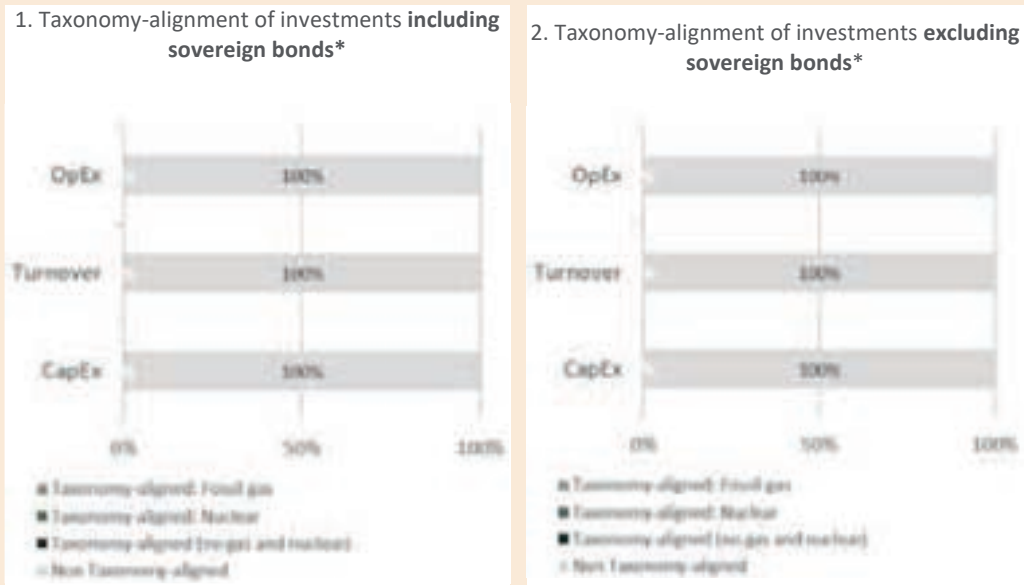 1. Taxonomy-alignment of investments including
sovereign bonds*
OpEx
100%
Turnover
100%
CapEx
100%
0%
50%
100%
Taxonomy-aligned: Fossil gas
Taxonomy-aligned: Nuclear
Taxonomy-aligned (no gas and nuclear)
Non Taxonomy-aligned
2. Taxonomy-alignment of investments excluding
sovereign bonds*
OpEx
100%
Turnover
100%
CapEx
100%
0%
50%
100%
Taxonomy-aligned: Fossil gas
Taxonomy-aligned: Nuclear
Taxonomy-aligned (no gas and nuclear)
Non Taxonomy-aligned